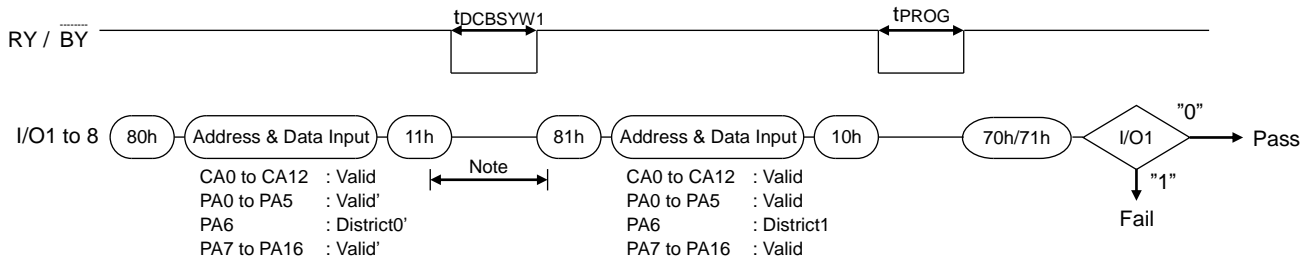 tDCBSYW1
tPROG
RY / BY
I/O1 to 8
80h
Address & Data Input
11h
81h
Address & Data Input
10h
70h/71h
I/O1
"0"
Pass
"1"
Fail
Note
CA0 to CA12 : Valid
PA0 to PA5 : Valid'
PA6 : District0'
PA7 to PA16 : Valid'
CA0 to CA12 : Valid
PA0 to PA5 : Valid
PA6 : District1
PA7 to PA16 : Valid